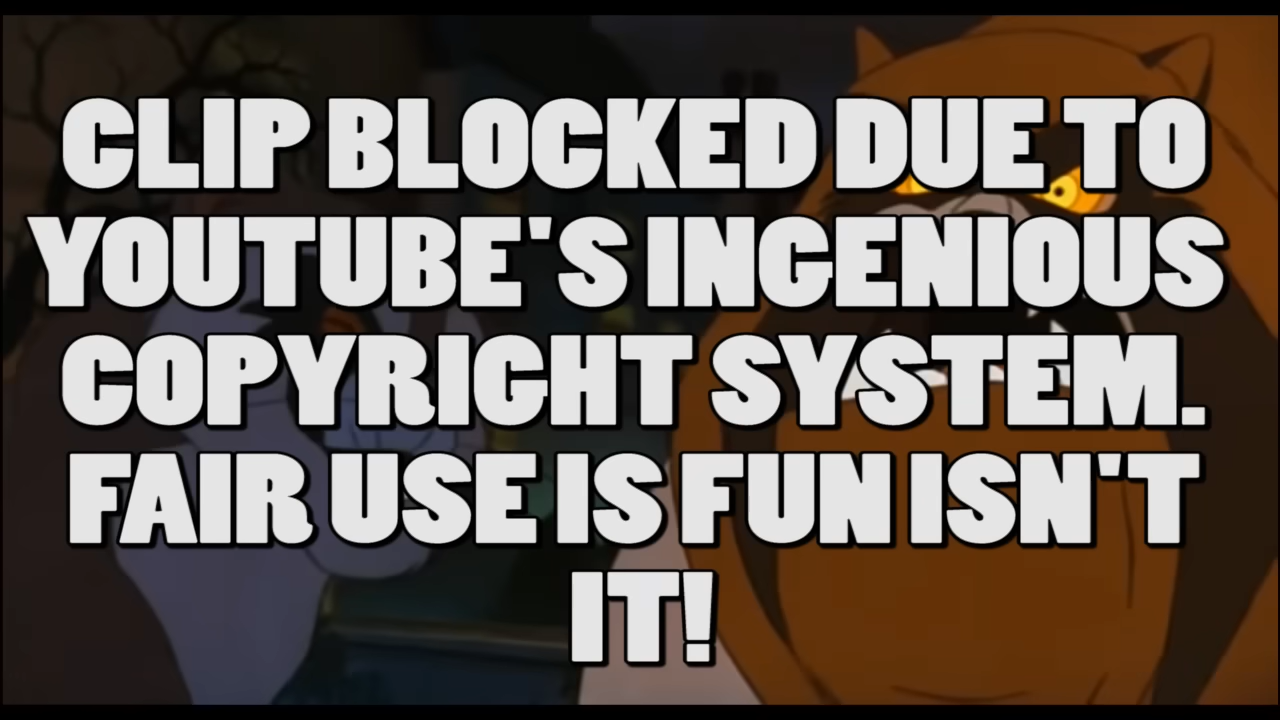 CLIP BLOCKED DUE TO
YOUTUBE'S INGENIOUS
COPYRIGHT SYSTEM.
FAIR USE IS FUN ISN'T
IT!